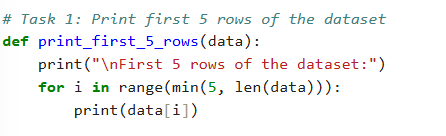 # Task 1: Print first 5 rows of the dataset
def print_first_5_rows(data):
    print("\nFirst 5 rows of the dataset:")
    for i in range(min(5, len(data))):
        print(data[i])